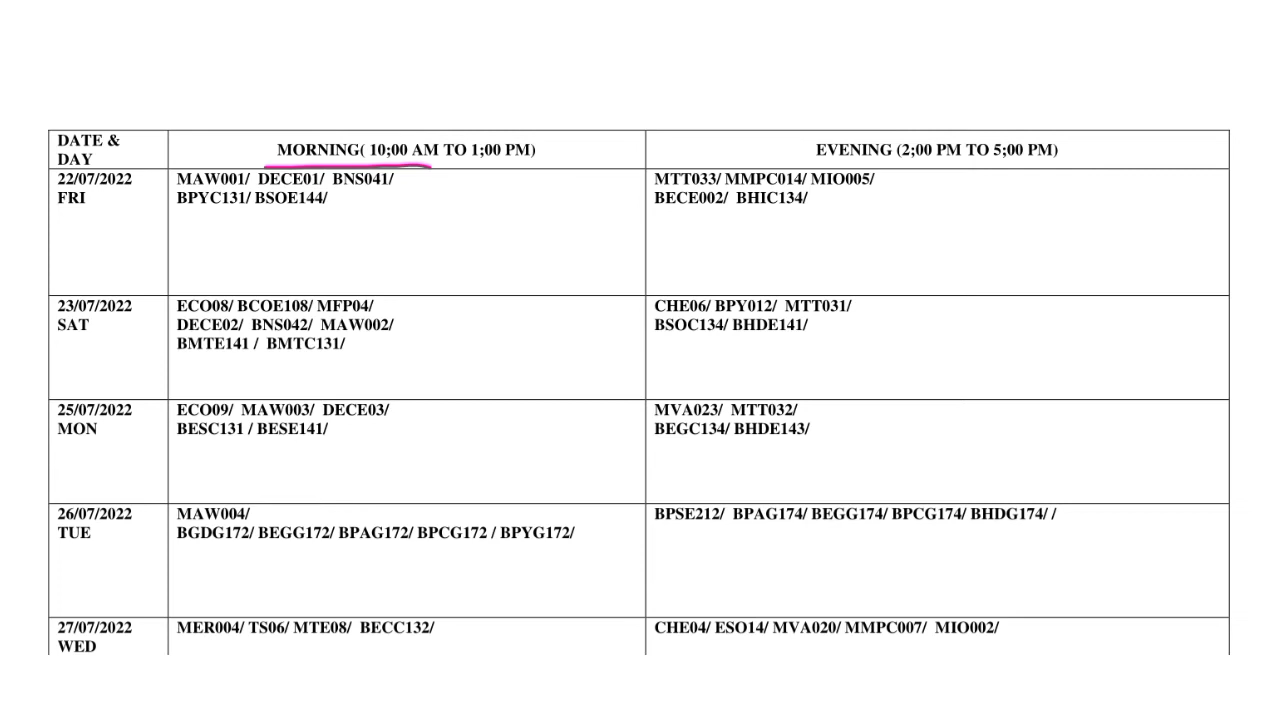 DATE &
DAY
MORNING( 10;00 AM TO 1;00 PM)
EVENING (2;00 PM TO 5;00 PM)
22/07/2022
FRI
MAW001/ DECE01/ BNS041/
BPYC131/ BSOE144/
MTT033/ MMPC014/ MIO005/
BECE002/ BHIC134/
23/07/2022
SAT
ECO08/ BCOE108/ MFP04/
DECE02/ BNS042/ MAW002/
BMTE141 / BMTC131/
CHE06/ BPY012/ MTT031/
BSOC134/ BHDE141/
25/07/2022
MON
ECO09/ MAW003/ DECE03/
BESC131 / BESE141/
MVA023/ MTT032/
BEGC134/ BHDE143/
26/07/2022
TUE
MAW004/
BGDG172/ BEGG172/ BPAG172/ BPCG172 / BPYG172/
BPSE212/ BPAG174/ BEGG174/ BPCG174/ BHDG174/ /
27/07/2022
WED
MER004/ TS06/ MTE08/ BECC132/
CHE04/ ESO14/ MVA020/ MMPC007/ MIO002/